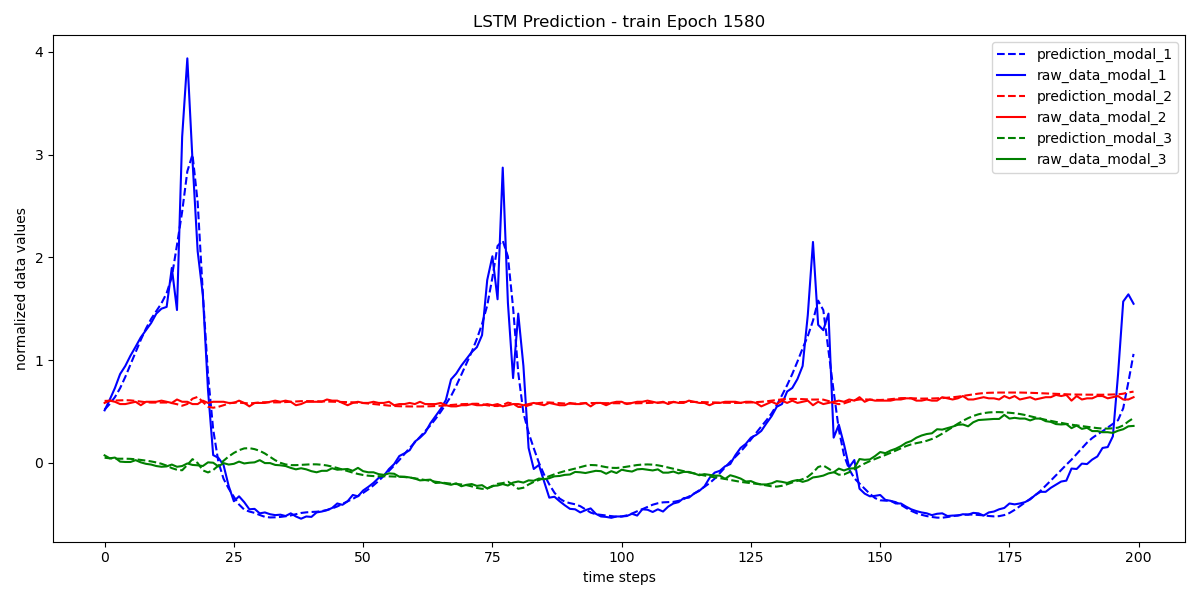 LSTM Prediction - train Epoch 1580
normalized data values
4
3
2
1
0
prediction_modal_1
raw_data_modal_1
prediction_modal_2
raw_data_modal_2
prediction_modal_3
raw_data_modal_3
0 25 50 75 100 125 150 175 200
time steps